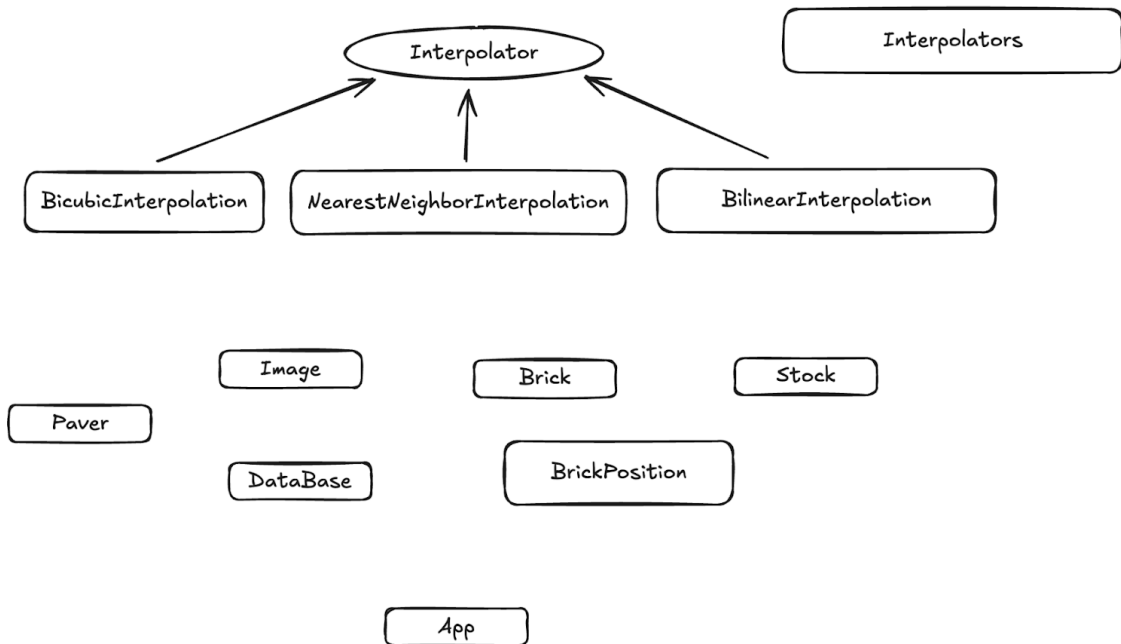 Interpolator
Interpolators
BicubicInterpolation
NearestNeighborInterpolation
BilinearInterpolation
Image
Brick
Stock
Paver
DataBase
BrickPosition
App